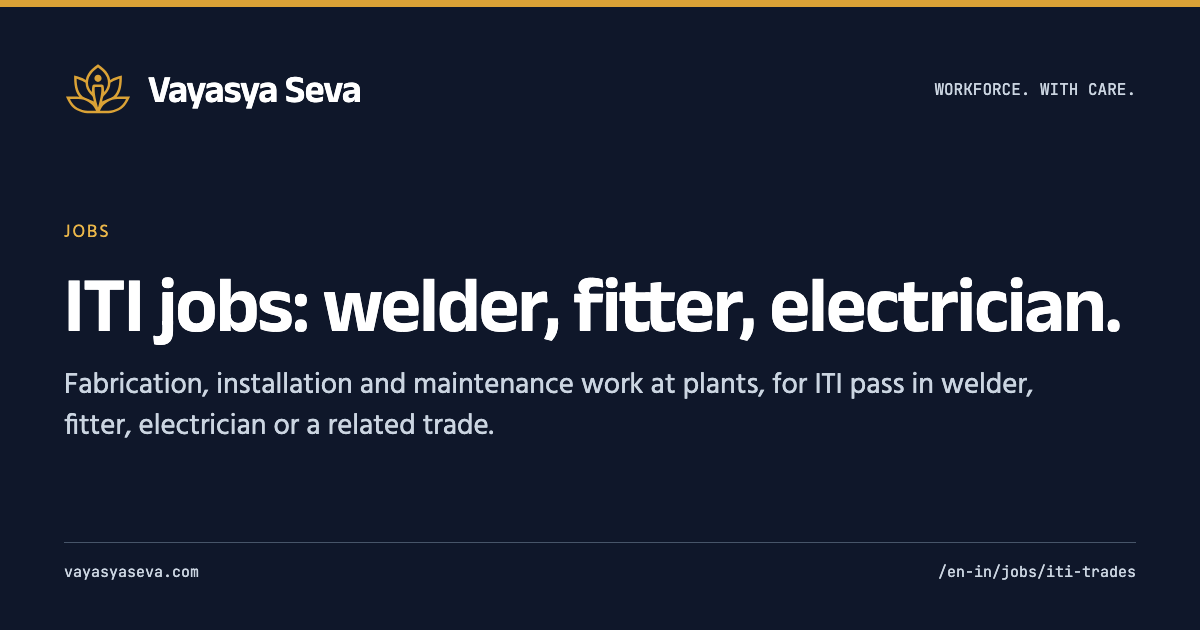 Vayasya Seva
WORKFORCE. WITH CARE.
JOBS
ITI jobs: welder, fitter, electrician.
Fabrication, installation and maintenance work at plants, for ITI pass in welder,
fitter, electrician or a related trade.
vayasyaseva.com
/en-in/jobs/iti-trades